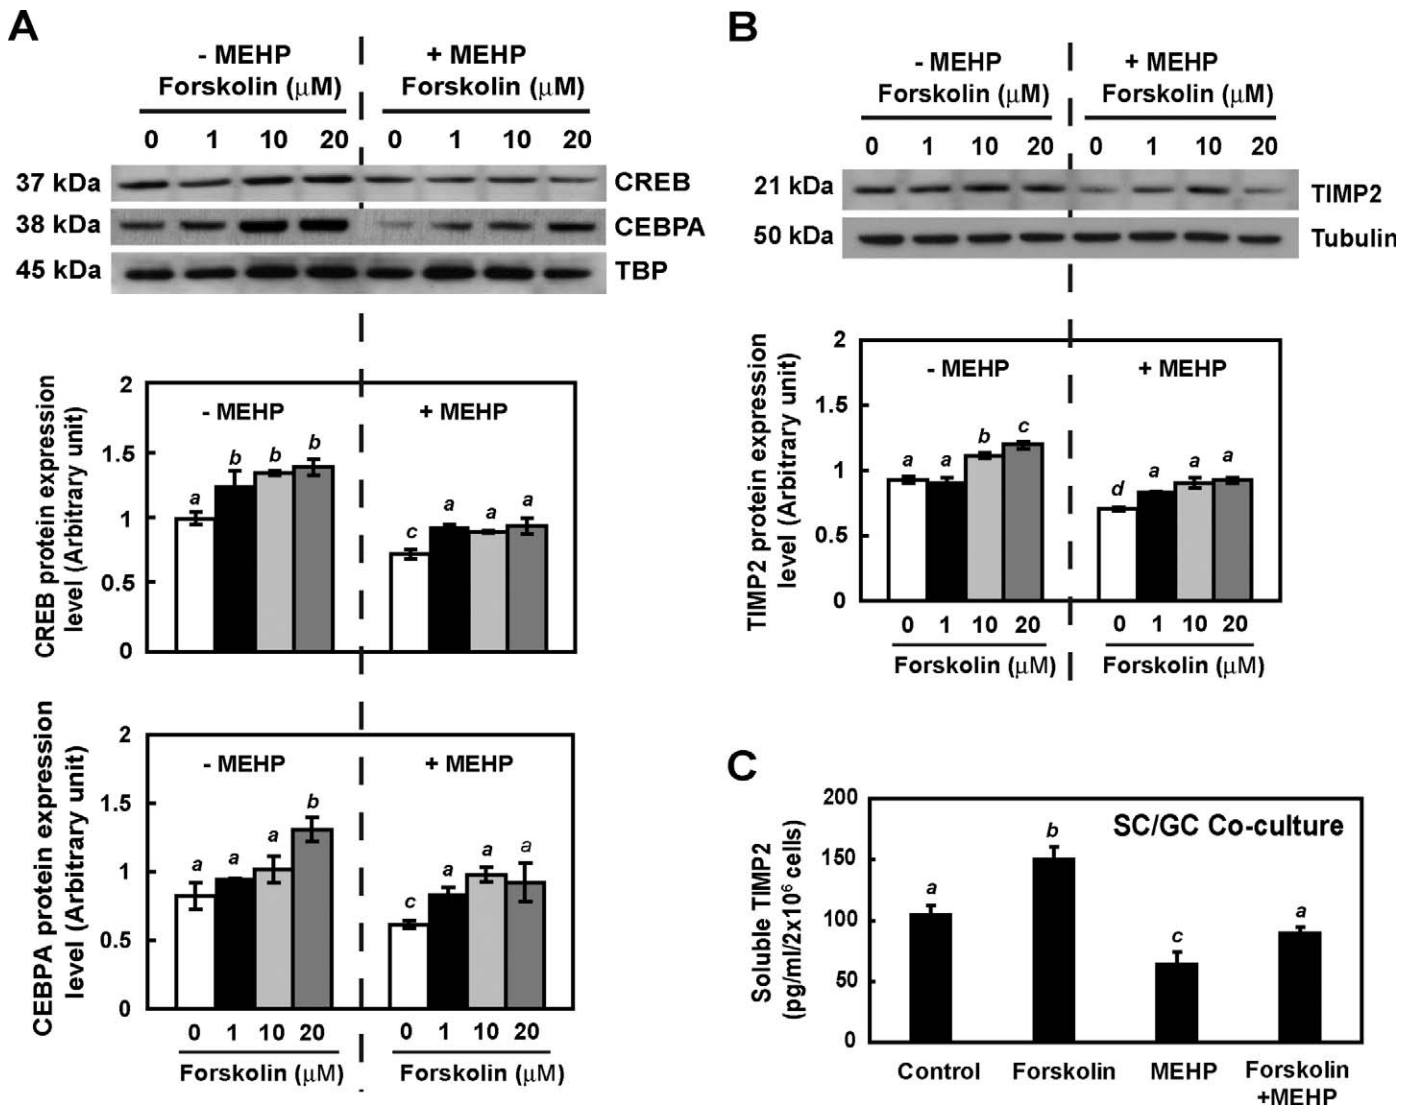 A
- MEHP
+ MEHP
Forskolin (µM)
Forskolin (µM)
0 1 10 20 0 1 10 20
37 kDa CREB
38 kDa CEBPA
45 kDa TBP
CREB protein expression
level (Arbitrary unit)
2
1.5
1
0.5
0
- MEHP
+ MEHP
a b b b c a a a
CEBPA protein expression
level (Arbitrary unit)
2
1.5
1
0.5
0
- MEHP
+ MEHP
a a a b c a a a
0 1 10 20 0 1 10 20
Forskolin (µM)
Forskolin (µM)
B
- MEHP
+ MEHP
Forskolin (µM)
Forskolin (µM)
0 1 10 20 0 1 10 20
21 kDa TIMP2
50 kDa Tubulin
TIMP2 protein expression
level (Arbitrary unit)
2
1.5
1
0.5
0
- MEHP
+ MEHP
a a b c d a a a
0 1 10 20 0 1 10 20
Forskolin (µM)
Forskolin (µM)
C
Soluble TIMP2
(pg/ml/2x10⁶ cells)
200
150
100
50
0
SC/GC Co-culture
a b c a
Control Forskolin MEHP Forskolin
+MEHP